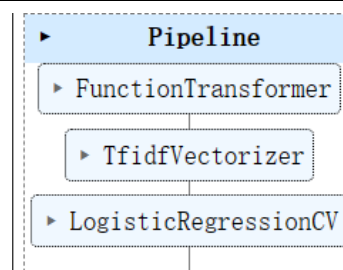 Pipeline
FunctionTransformer
TfidfVectorizer
LogisticRegressionCV